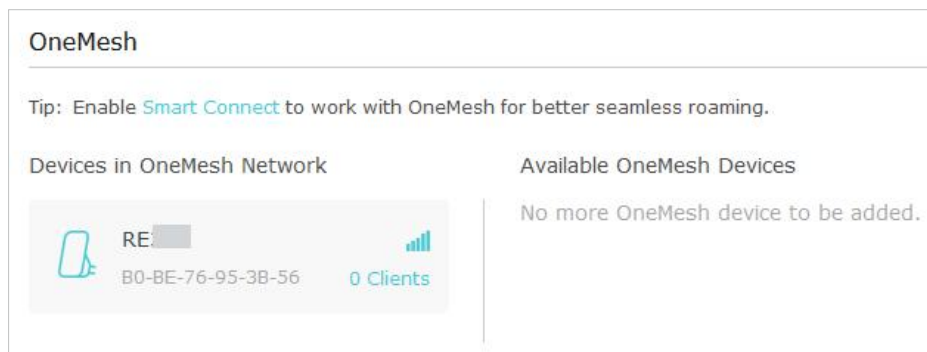 OneMesh
Tip: Enable Smart Connect to work with OneMesh for better seamless roaming.
Devices in OneMesh Network
Available OneMesh Devices
RE
B0-BE-76-95-3B-56
0 Clients
No more OneMesh device to be added.